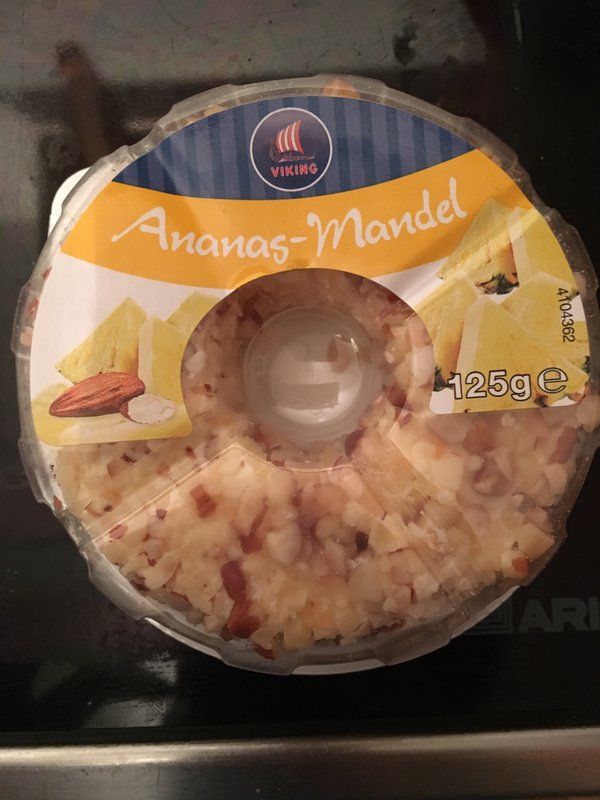 VIKING
Ananas-Mandel
4104362
125g e